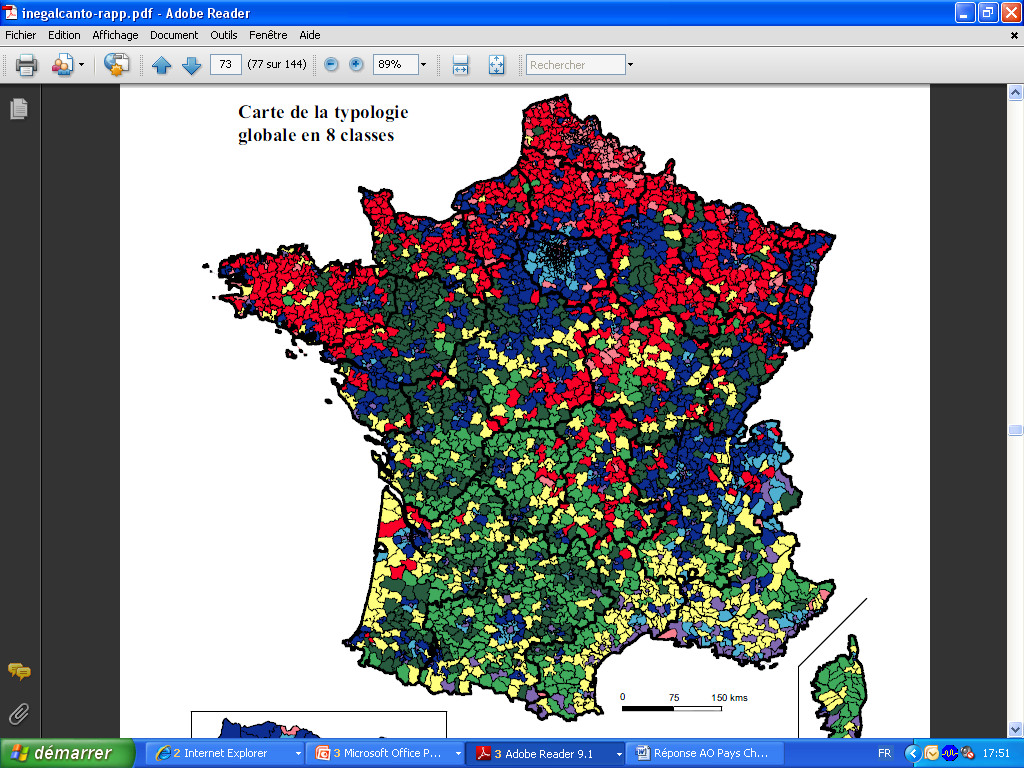 inegalcanto-rapp.pdf - Adobe Reader
Fichier Edition Affichage Document Outils Fenêtre Aide
73 (77 sur 144) 89% Rechercher
Carte de la typologie
globale en 8 classes
0 75 150 kms
démarrer 2 Internet Explorer 3 Microsoft Office P... 3 Adobe Reader 9.1 Réponse AO Pays Ch... FR 17:51